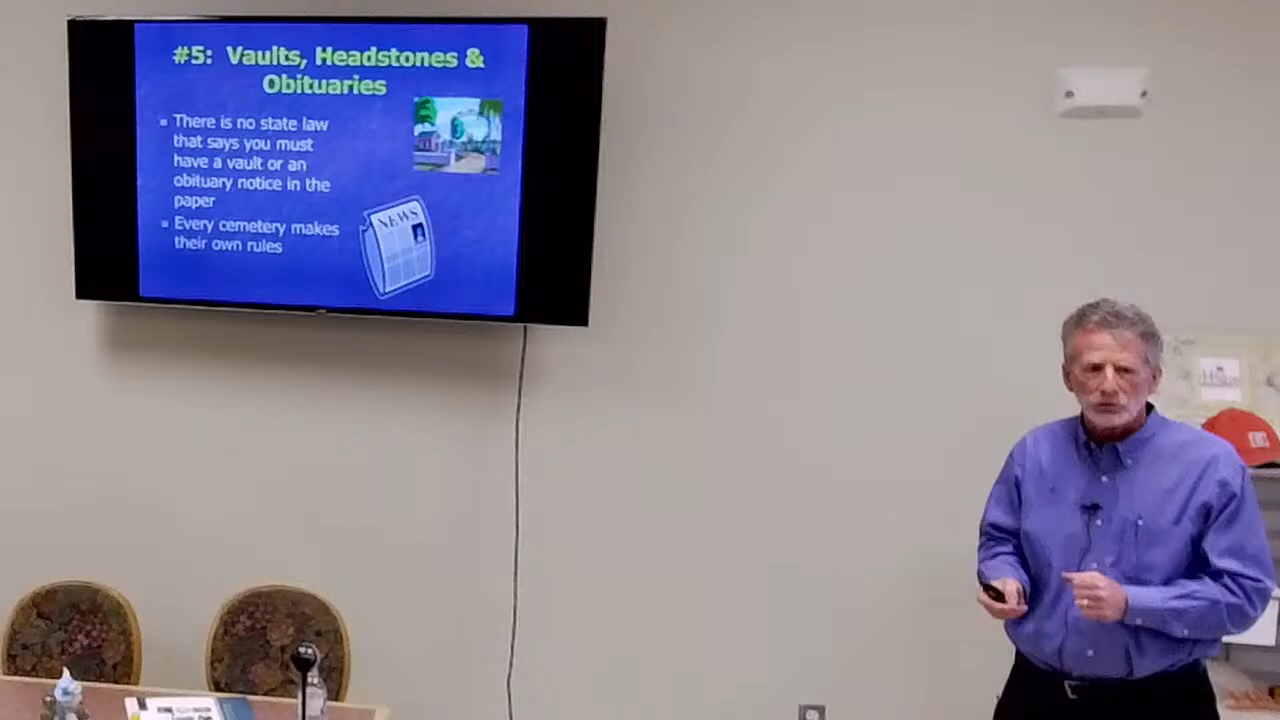 #5: Vaults, Headstones &
Obituaries
There is no state law
that says you must
have a vault or an
obituary notice in the
paper
Every cemetery makes
their own rules
NEWS